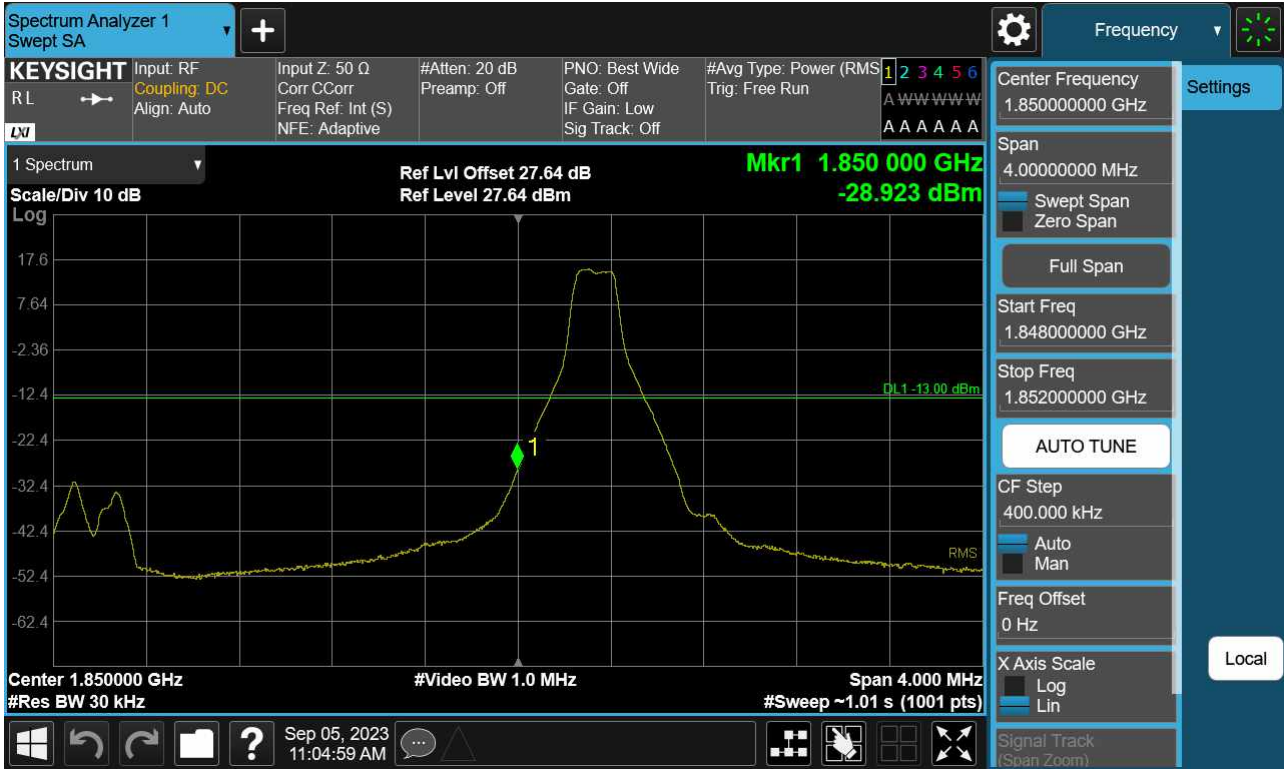 Spectrum Analyzer 1
Swept SA
+
Frequency
KEYSIGHT
RL
LXI
Input: RF
Coupling: DC
Align: Auto
Input Z: 50 Ω
Corr CCorr
Freq Ref: Int (S)
NFE: Adaptive
#Atten: 20 dB
Preamp: Off
PNO: Best Wide
Gate: Off
IF Gain: Low
Sig Track: Off
#Avg Type: Power (RMS
Trig: Free Run
1 2 3 4 5 6
A W W W W W
A A A A A A
1 Spectrum
Scale/Div 10 dB
Log
Ref Lvl Offset 27.64 dB
Ref Level 27.64 dBm
Mkr1 1.850 000 GHz
-28.923 dBm
17.6
7.64
-2.36
-12.4
-22.4
-32.4
-42.4
-52.4
-62.4
DL1 -13.00 dBm
1
RMS
Center 1.850000 GHz
#Res BW 30 kHz
#Video BW 1.0 MHz
Span 4.000 MHz
#Sweep ~1.01 s (1001 pts)
Center Frequency
1.850000000 GHz
Settings
Span
4.00000000 MHz
Swept Span
Zero Span
Full Span
Start Freq
1.848000000 GHz
Stop Freq
1.852000000 GHz
AUTO TUNE
CF Step
400.000 kHz
Auto
Man
Freq Offset
0 Hz
X Axis Scale
Log
Lin
Local
Signal Track
(Span Zoom)
?
Sep 05, 2023
11:04:59 AM